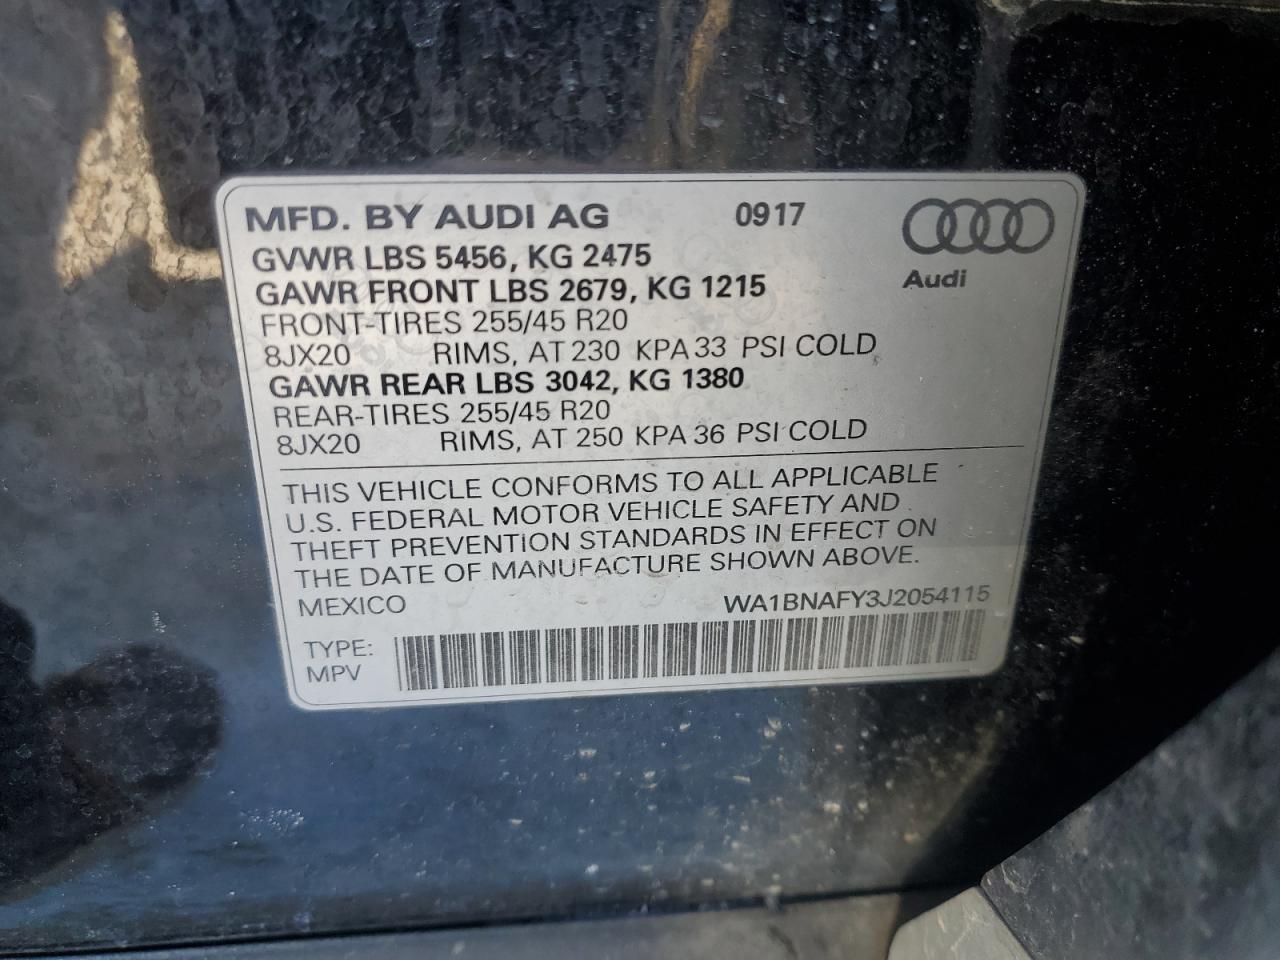 MFD. BY AUDI AG 0917
Audi
GVWR LBS 5456, KG 2475
GAWR FRONT LBS 2679, KG 1215
FRONT-TIRES 255/45 R20
8JX20 RIMS, AT 230 KPA 33 PSI COLD
GAWR REAR LBS 3042, KG 1380
REAR-TIRES 255/45 R20
8JX20 RIMS, AT 250 KPA 36 PSI COLD
THIS VEHICLE CONFORMS TO ALL APPLICABLE
U.S. FEDERAL MOTOR VEHICLE SAFETY AND
THEFT PREVENTION STANDARDS IN EFFECT ON
THE DATE OF MANUFACTURE SHOWN ABOVE.
MEXICO WA1BNAFY3J2054115
TYPE:
MPV